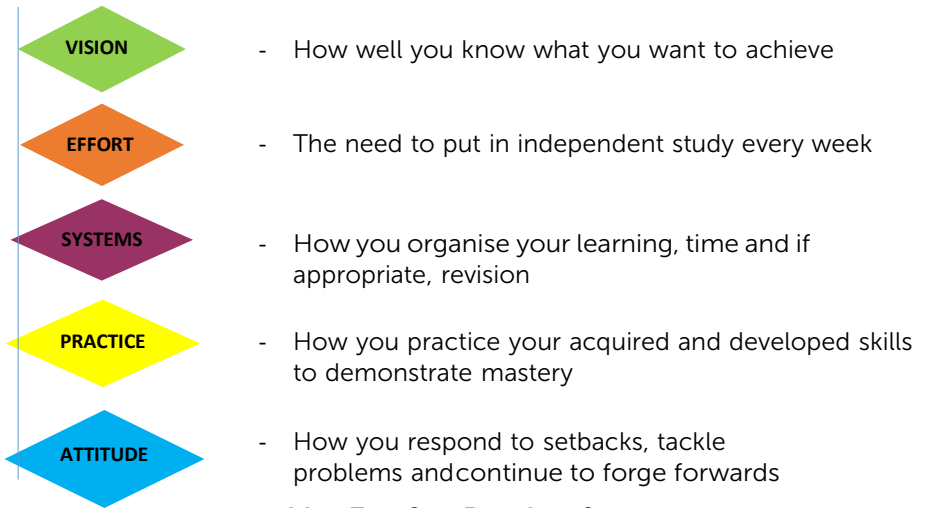 VISION
- How well you know what you want to achieve
EFFORT
- The need to put in independent study every week
SYSTEMS
- How you organise your learning, time and if
appropriate, revision
PRACTICE
- How you practice your acquired and developed skills
to demonstrate mastery
ATTITUDE
- How you respond to setbacks, tackle
problems andcontinue to forge forwards